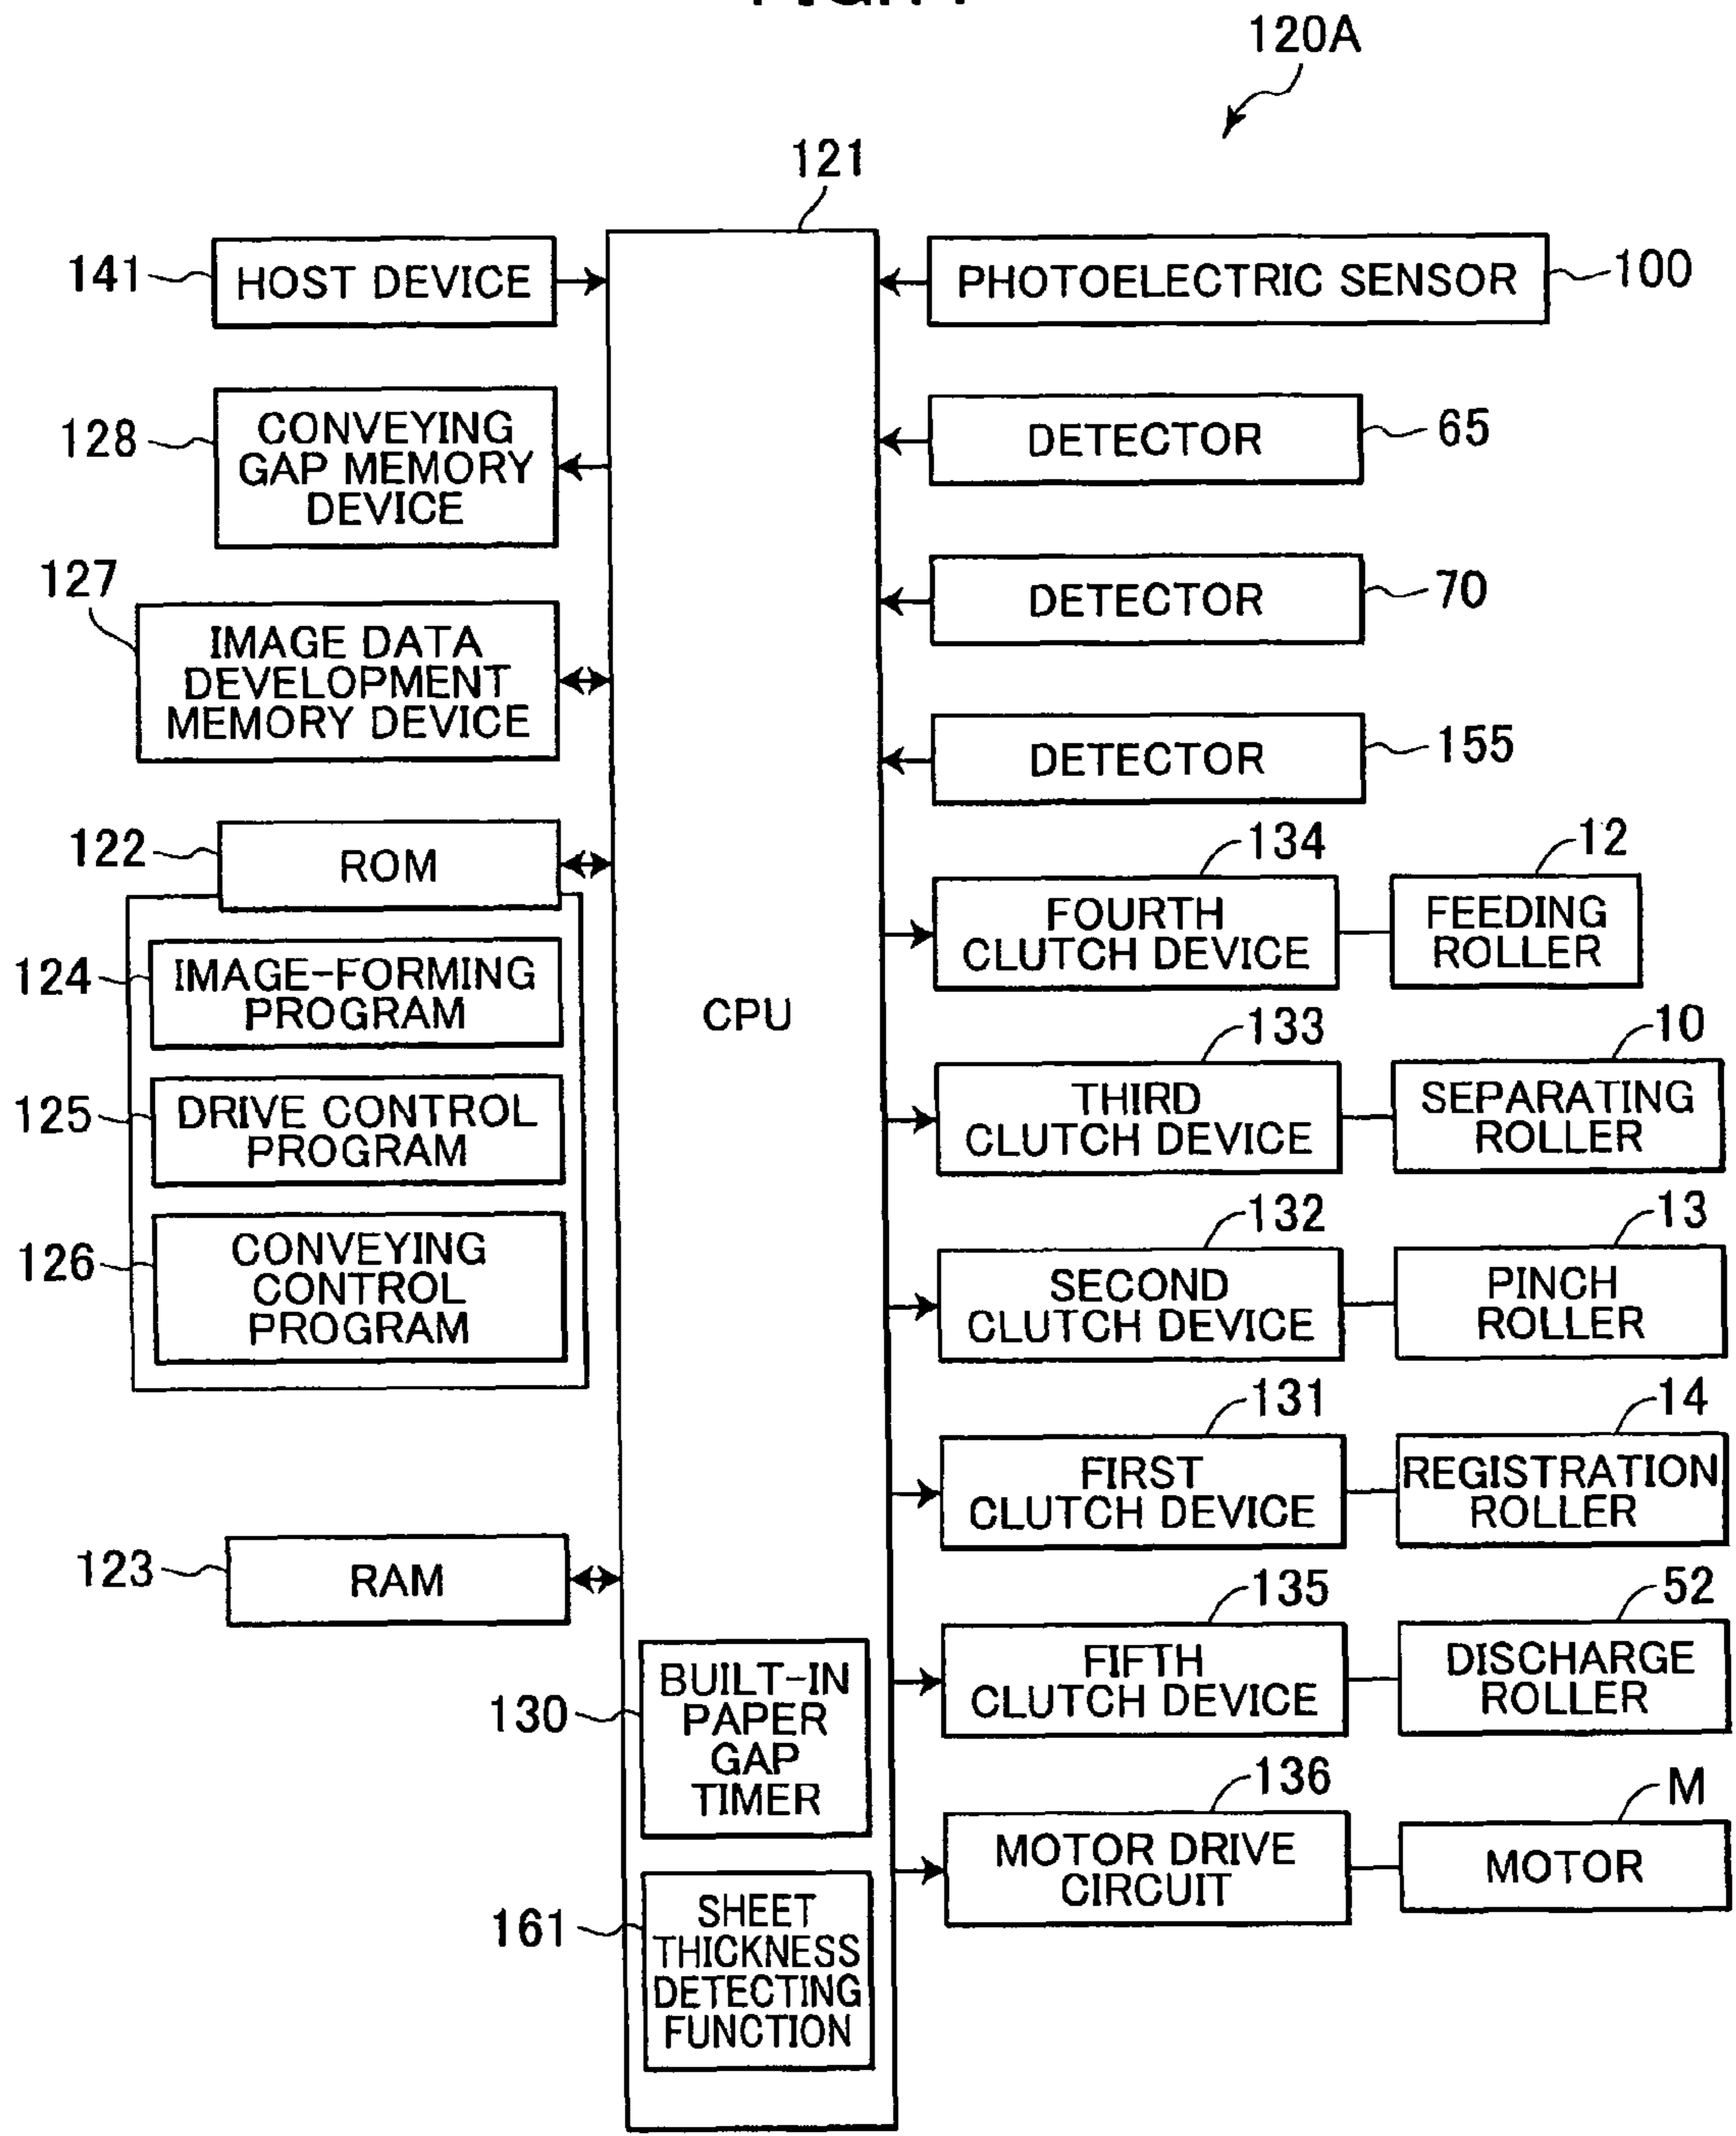 120A
121
141
HOST DEVICE
PHOTOELECTRIC SENSOR
100
128
CONVEYING
GAP MEMORY
DEVICE
DETECTOR
65
127
IMAGE DATA
DEVELOPMENT
MEMORY DEVICE
DETECTOR
70
DETECTOR
155
122
ROM
134
12
FOURTH
CLUTCH DEVICE
FEEDING
ROLLER
124
IMAGE-FORMING
PROGRAM
CPU
133
10
THIRD
CLUTCH DEVICE
SEPARATING
ROLLER
125
DRIVE CONTROL
PROGRAM
132
13
SECOND
CLUTCH DEVICE
PINCH
ROLLER
126
CONVEYING
CONTROL
PROGRAM
131
14
FIRST
CLUTCH DEVICE
REGISTRATION
ROLLER
123
RAM
135
52
FIFTH
CLUTCH DEVICE
DISCHARGE
ROLLER
130
BUILT-IN
PAPER
GAP
TIMER
136
M
MOTOR DRIVE
CIRCUIT
MOTOR
161
SHEET
THICKNESS
DETECTING
FUNCTION